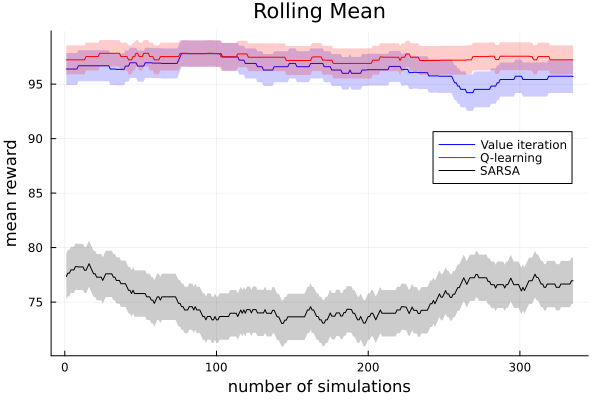 Rolling Mean
mean reward
95
90
85
80
75
Value iteration
Q-learning
SARSA
0
100
200
300
number of simulations